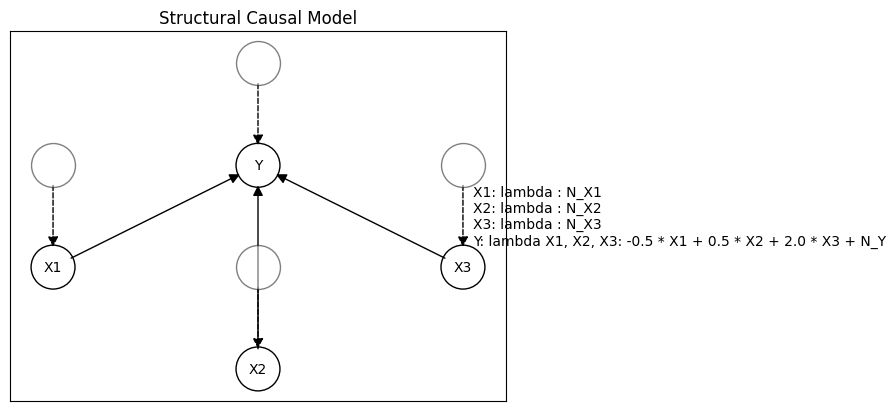 Structural Causal Model
Y
X1: lambda : N_X1
X2: lambda : N_X2
X3: lambda : N_X3
Y: lambda X1, X2, X3: -0.5 * X1 + 0.5 * X2 + 2.0 * X3 + N_Y
X1
X3
X2